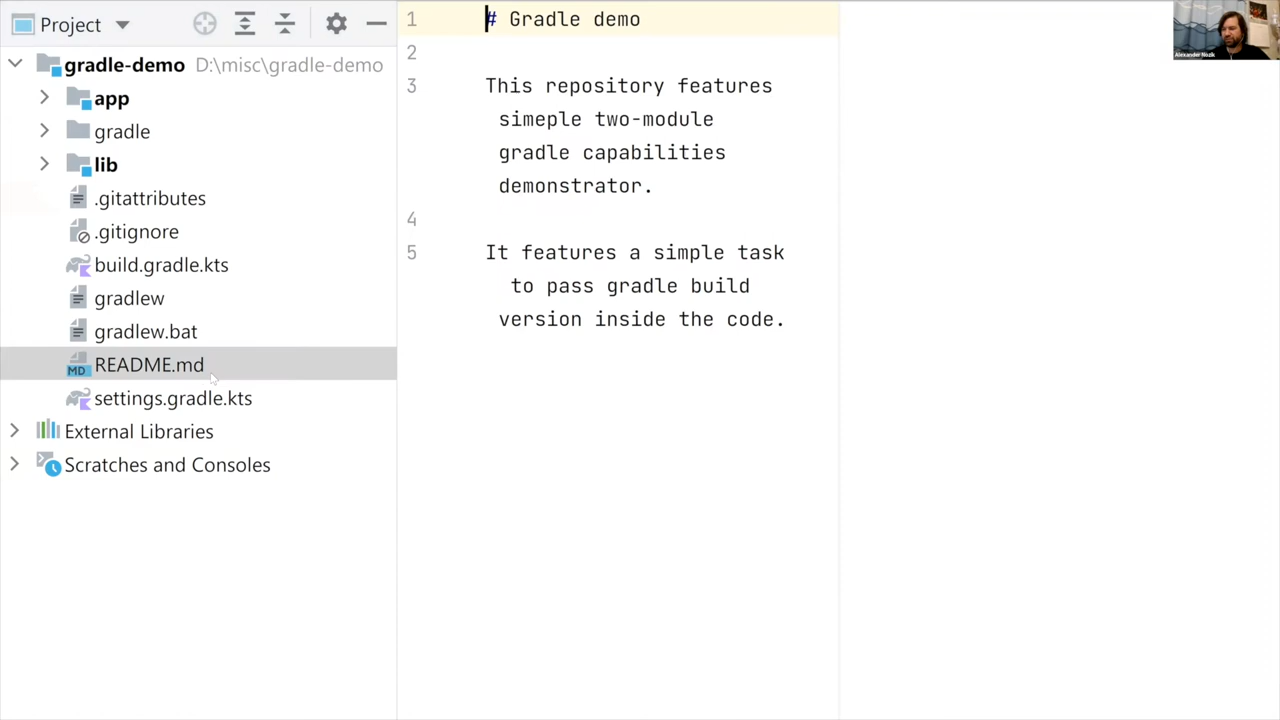 Project
gradle-demo D:\misc\gradle-demo
app
gradle
lib
.gitattributes
.gitignore
build.gradle.kts
gradlew
gradlew.bat
MD README.md
settings.gradle.kts
External Libraries
Scratches and Consoles
1 # Gradle demo
2
3 This repository features
simeple two-module
gradle capabilities
demonstrator.
4
5 It features a simple task
to pass gradle build
version inside the code.
Alexander Nozik